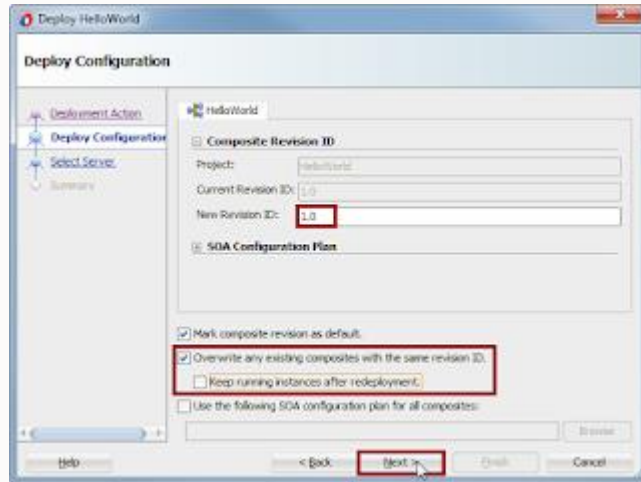 Deploy HelloWorld
Deploy Configuration
Deployment Action
Deploy Configuration
Select Server
Summary
HelloWorld
Composite Revision ID
Project: HelloWorld
Current Revision ID: 1.0
New Revision ID: 1.0
SOA Configuration Plan
Mark composite revision as default.
Overwrite any existing composites with the same revision ID.
Keep running instances after redeployment.
Use the following SOA configuration plan for all composites:
Browse
Help
< Back
Next >
Finish
Cancel